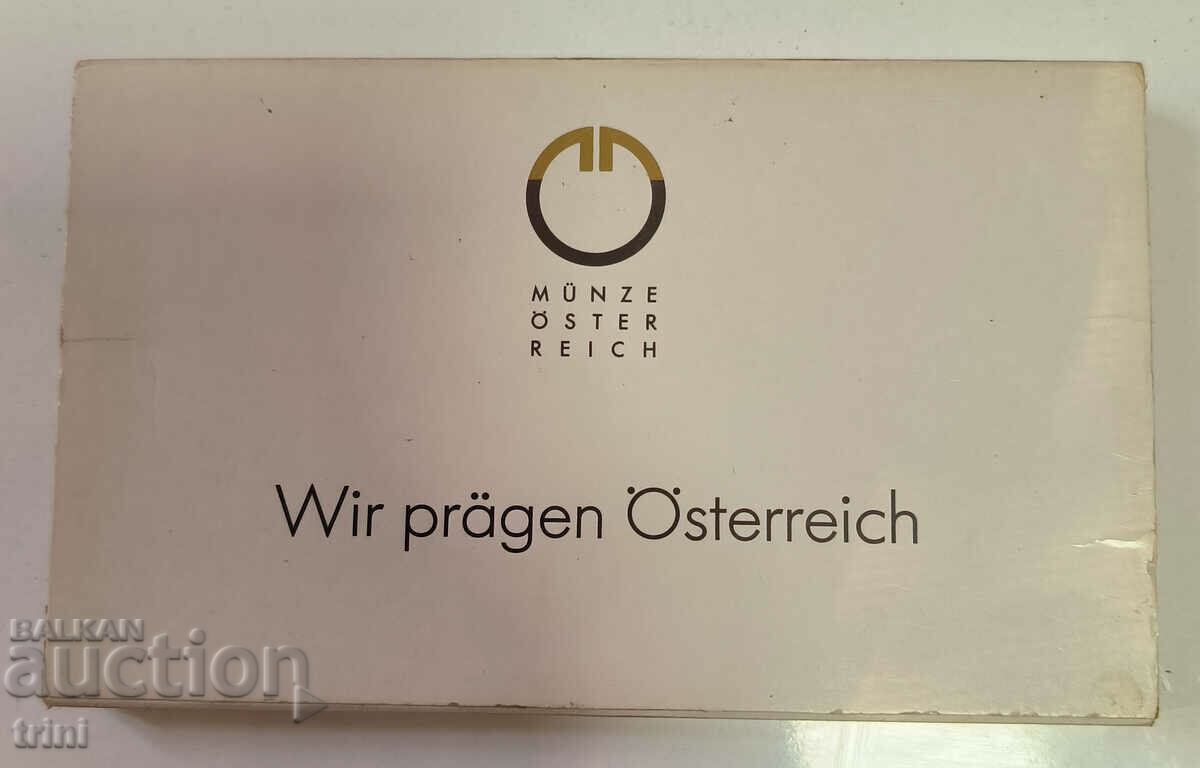 MÜNZE
ÖSTER
REICH
Wir prägen Österreich
BALKAN
auction
trini